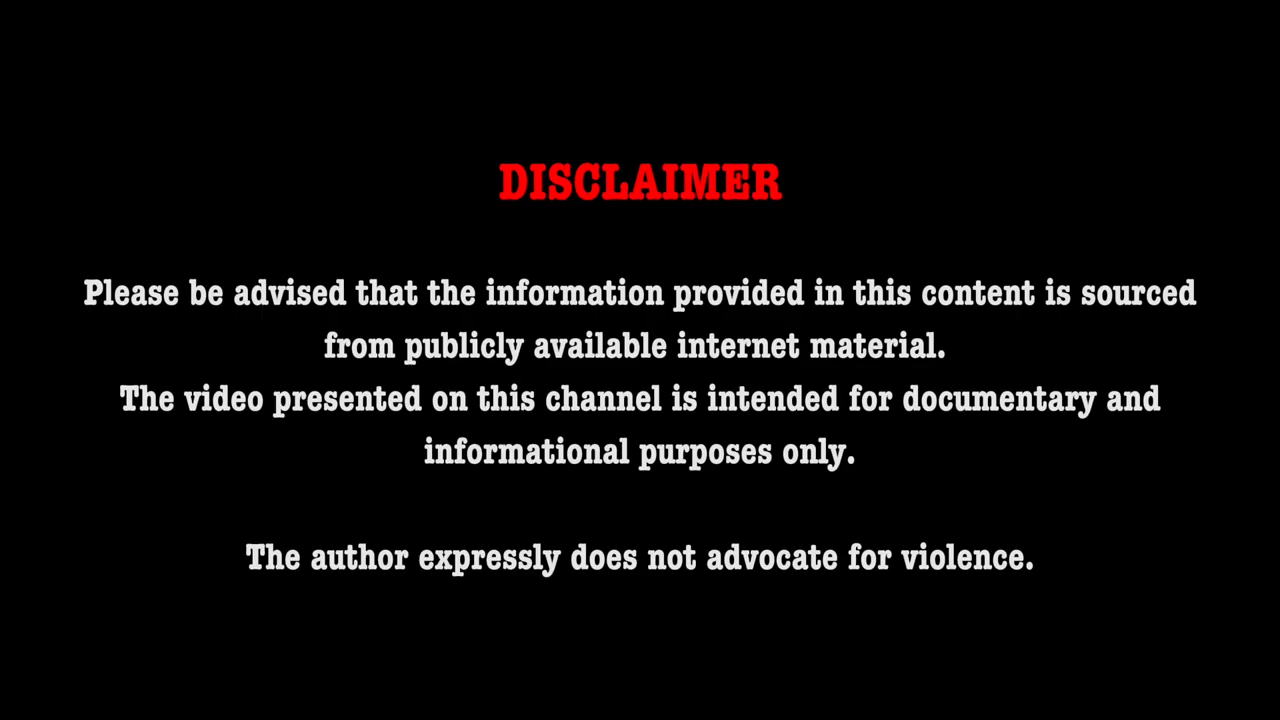 DISCLAIMER
Please be advised that the information provided in this content is sourced
from publicly available internet material.
The video presented on this channel is intended for documentary and
informational purposes only.
The author expressly does not advocate for violence.